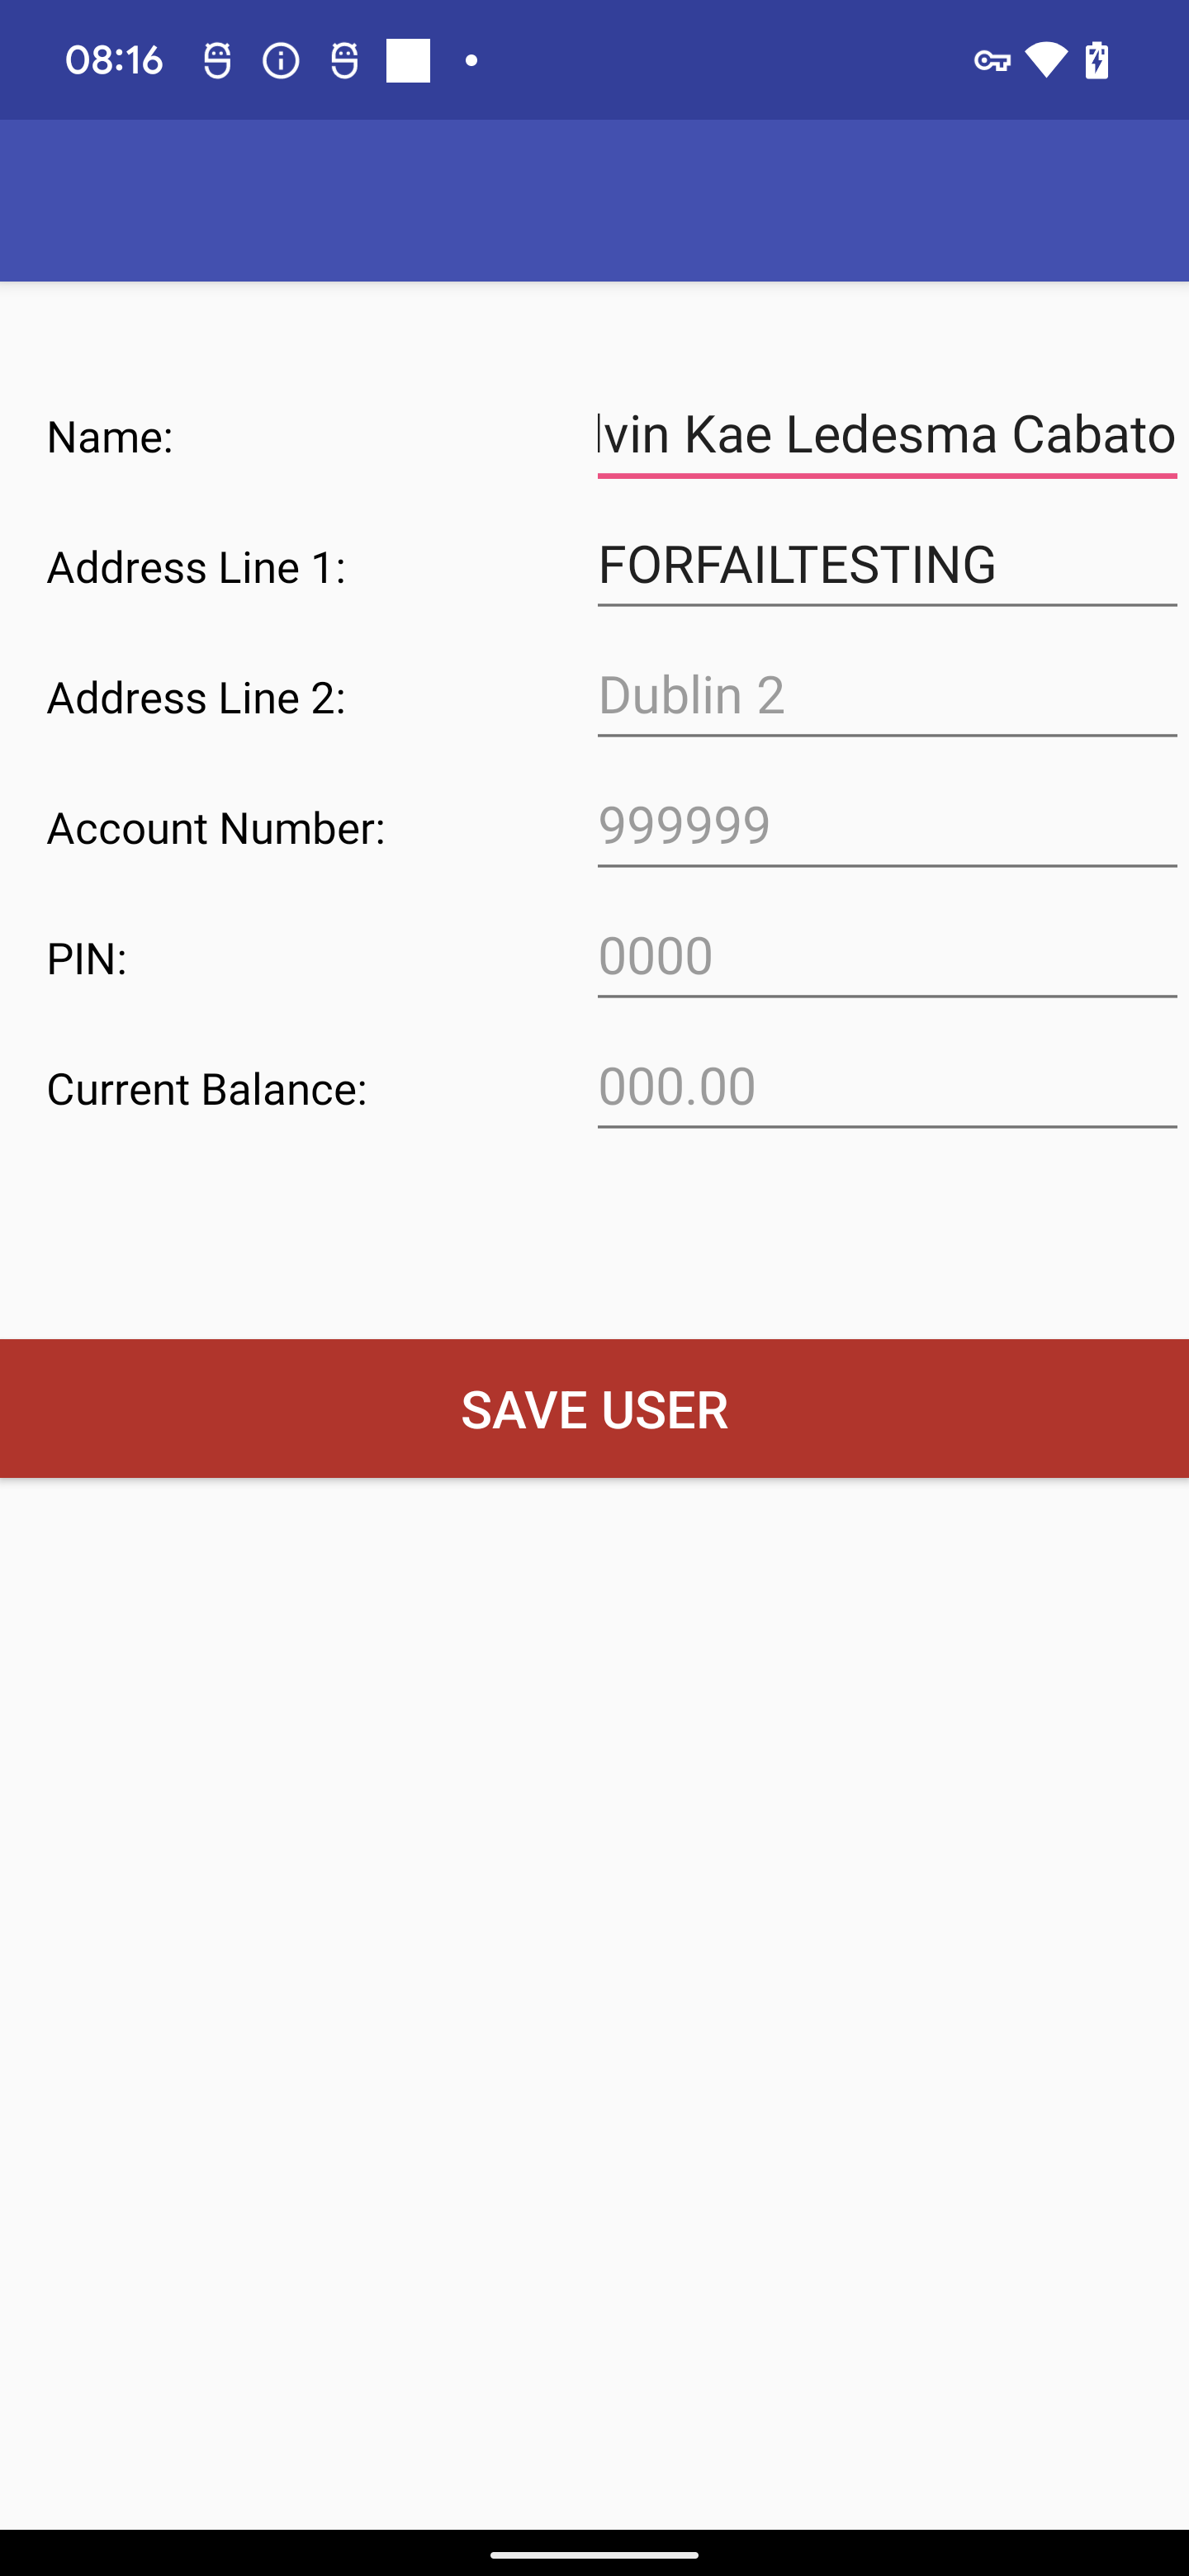 08:16
Name: lvin Kae Ledesma Cabato
Address Line 1: FORFAILTESTING
Address Line 2: Dublin 2
Account Number: 999999
PIN: 0000
Current Balance: 000.00
SAVE USER